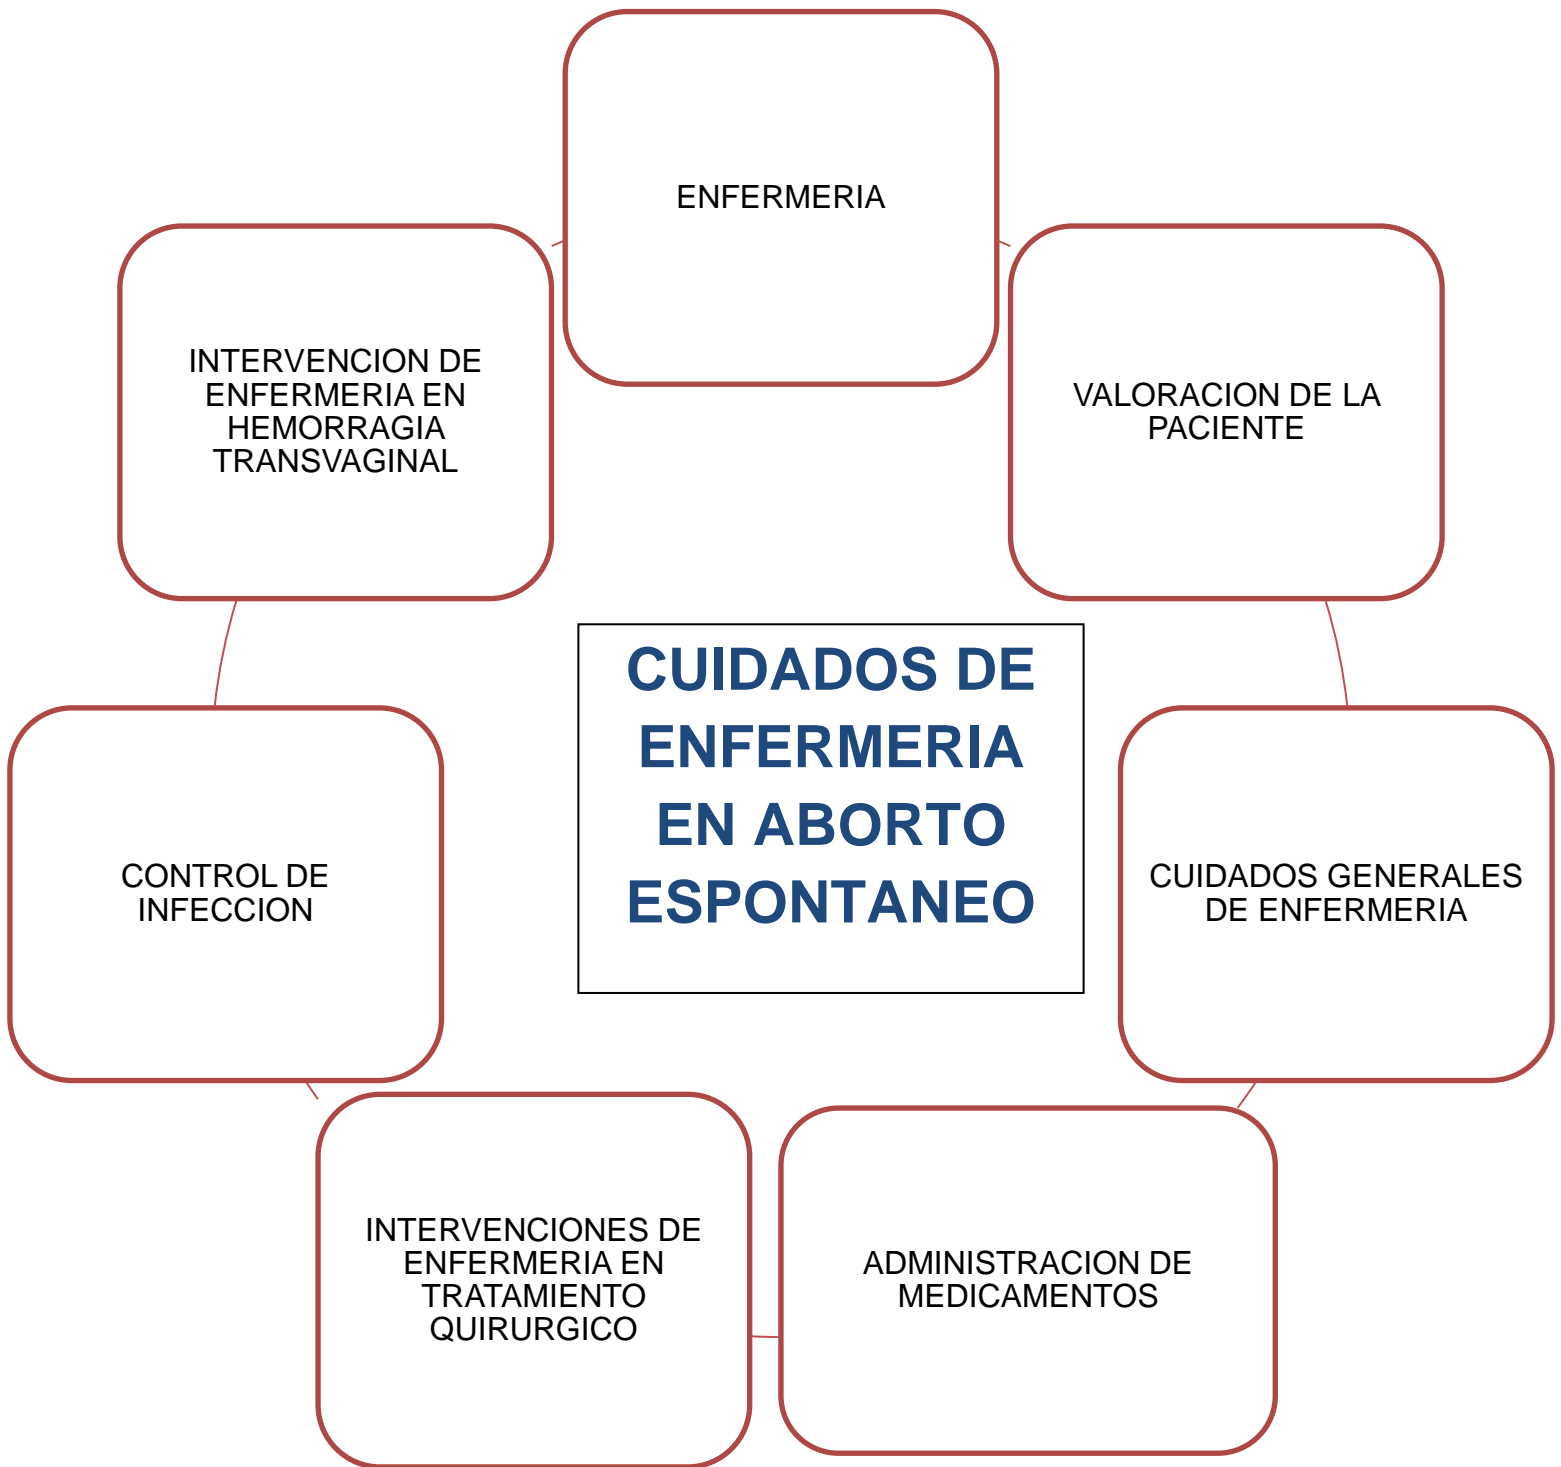 ENFERMERIA
VALORACION DE LA
PACIENTE
CUIDADOS GENERALES
DE ENFERMERIA
ADMINISTRACION DE
MEDICAMENTOS
INTERVENCIONES DE
ENFERMERIA EN
TRATAMIENTO
QUIRURGICO
CONTROL DE
INFECCION
INTERVENCION DE
ENFERMERIA EN
HEMORRAGIA
TRANSVAGINAL
CUIDADOS DE
ENFERMERIA
EN ABORTO
ESPONTANEO